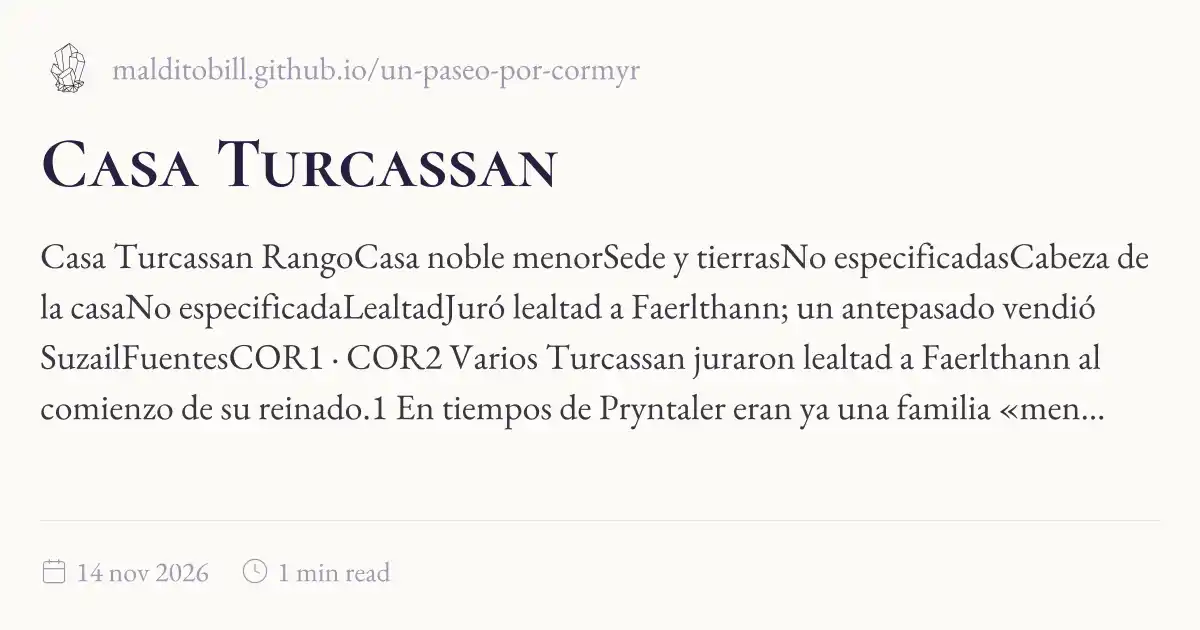 malditobill.github.io/un-paseo-por-cormyr
Casa Turcassan
Casa Turcassan RangoCasa noble menorSede y tierrasNo especificadasCabeza de
la casaNo especificadaLealtadJuró lealtad a Faerlthann; un antepasado vendió
SuzailFuentesCOR1 · COR2 Varios Turcassan juraron lealtad a Faerlthann al
comienzo de su reinado.1 En tiempos de Pryntaler eran ya una familia «men...
14 nov 2026 1 min read